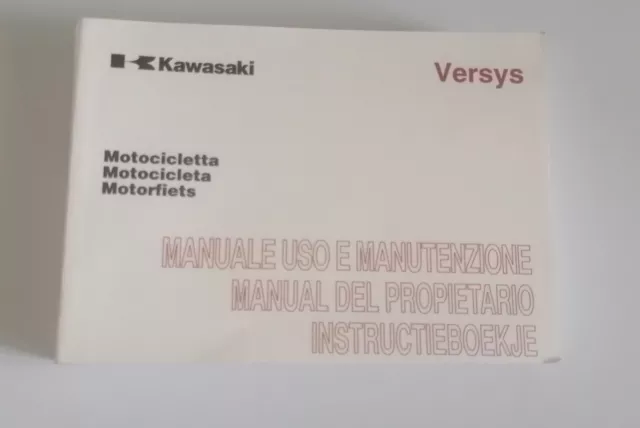 Kawasaki
Versys
Motocicletta
Motocicleta
Motorfiets
MANUALE USO E MANUTENZIONE
MANUAL DEL PROPIETARIO
INSTRUCTIEBOEKJE